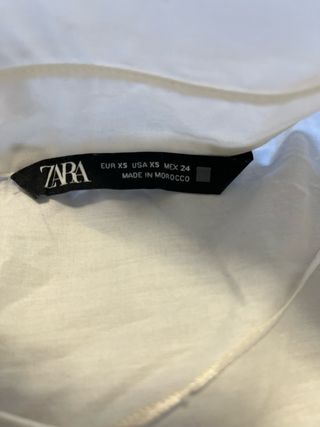 ZARA
EUR XS USA XS MEX 24
MADE IN MOROCCO